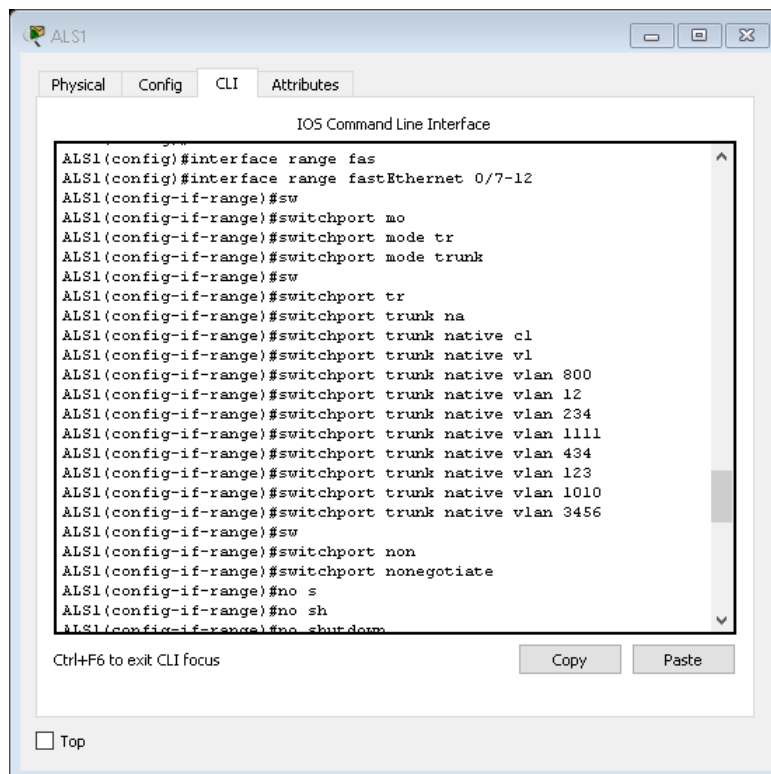 ALS1
Physical Config CLI Attributes
IOS Command Line Interface
ALS1(config)#interface range fas
ALS1(config)#interface range fastEthernet 0/7-12
ALS1(config-if-range)#sw
ALS1(config-if-range)#switchport mo
ALS1(config-if-range)#switchport mode tr
ALS1(config-if-range)#switchport mode trunk
ALS1(config-if-range)#sw
ALS1(config-if-range)#switchport tr
ALS1(config-if-range)#switchport trunk na
ALS1(config-if-range)#switchport trunk native cl
ALS1(config-if-range)#switchport trunk native vl
ALS1(config-if-range)#switchport trunk native vlan 800
ALS1(config-if-range)#switchport trunk native vlan 12
ALS1(config-if-range)#switchport trunk native vlan 234
ALS1(config-if-range)#switchport trunk native vlan 1111
ALS1(config-if-range)#switchport trunk native vlan 434
ALS1(config-if-range)#switchport trunk native vlan 123
ALS1(config-if-range)#switchport trunk native vlan 1010
ALS1(config-if-range)#switchport trunk native vlan 3456
ALS1(config-if-range)#sw
ALS1(config-if-range)#switchport non
ALS1(config-if-range)#switchport nonegotiate
ALS1(config-if-range)#no s
ALS1(config-if-range)#no sh
ALS1(config-if-range)#no shutdown
Ctrl+F6 to exit CLI focus Copy Paste
Top